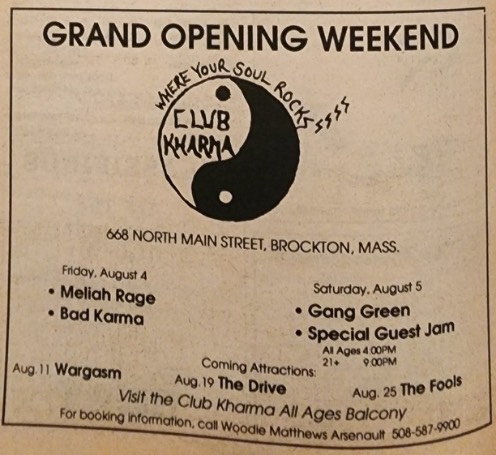 GRAND OPENING WEEKEND
WHERE YOUR SOUL ROCKSssss
CLUB
KHARMA
668 NORTH MAIN STREET, BROCKTON, MASS.
Friday, August 4
• Meliah Rage
• Bad Karma
Saturday, August 5
• Gang Green
• Special Guest Jam
All Ages 4:00PM
21+ 9:00PM
Coming Attractions:
Aug. 11 Wargasm
Aug. 19 The Drive
Aug. 25 The Fools
Visit the Club Kharma All Ages Balcony
For booking information, call Woodie Matthews Arsenault 508-587-9900